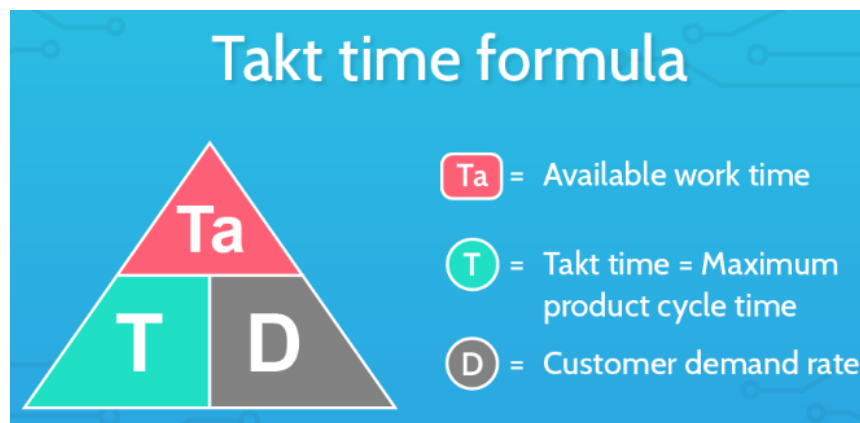 Takt time formula
Ta
T
D
Ta = Available work time
T = Takt time = Maximum
product cycle time
D = Customer demand rate